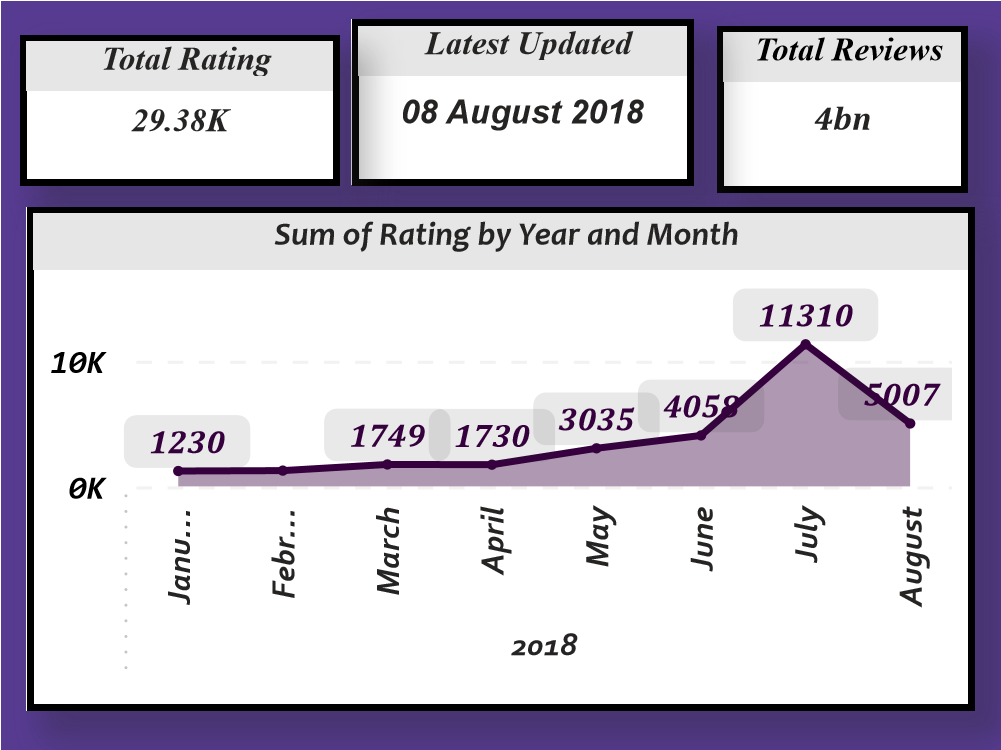 Total Rating
29.38K
Latest Updated
08 August 2018
Total Reviews
4bn
Sum of Rating by Year and Month
10K
0K
1230
1749
1730
3035
4058
11310
5007
Janu...
Febr...
March
April
May
June
July
August
2018